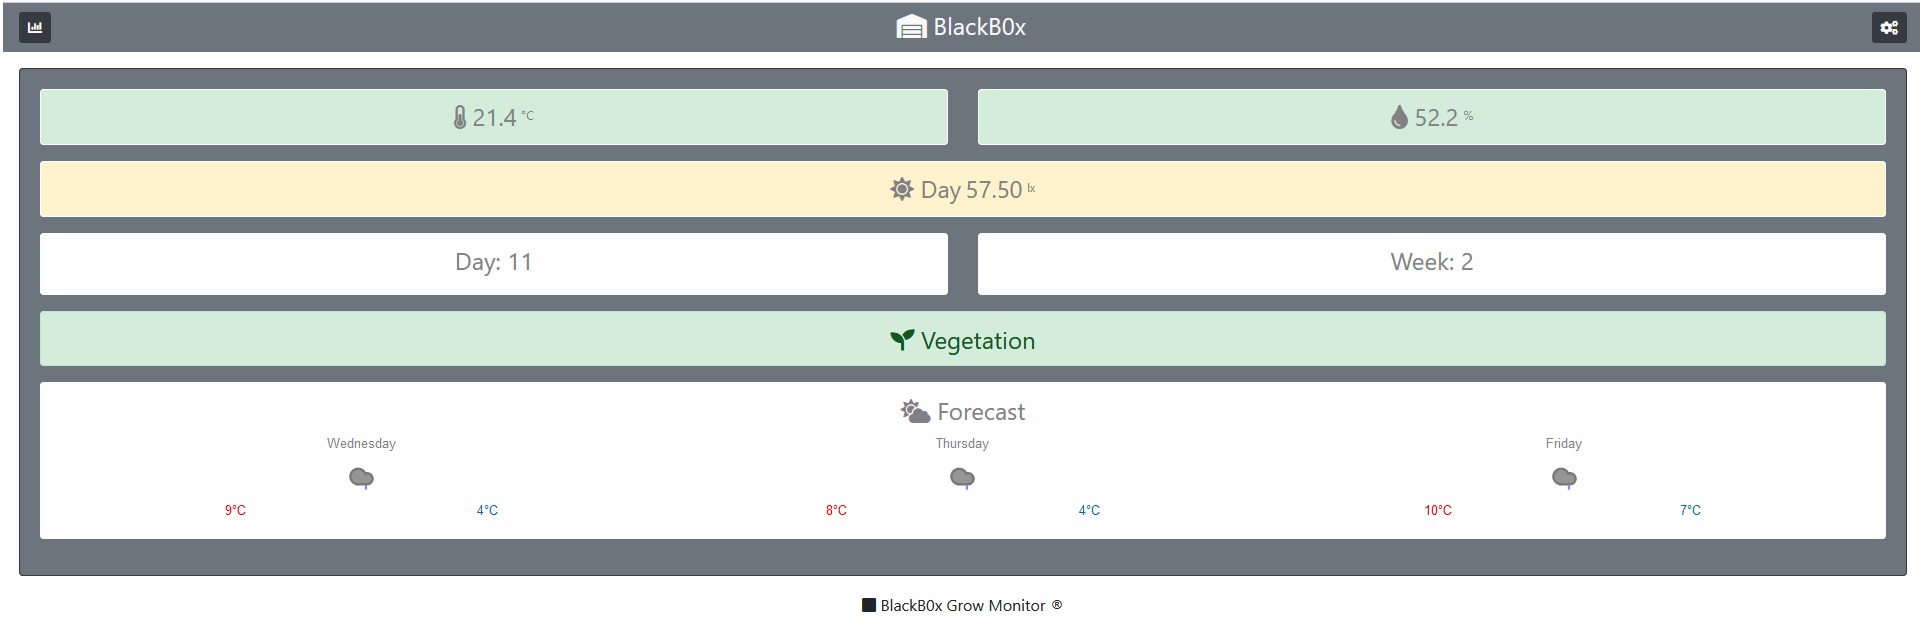 BlackB0x
21.4 °C
52.2 %
Day 57.50 lx
Day: 11
Week: 2
Vegetation
Forecast
Wednesday
Thursday
Friday
9°C
4°C
8°C
4°C
10°C
7°C
BlackB0x Grow Monitor ®